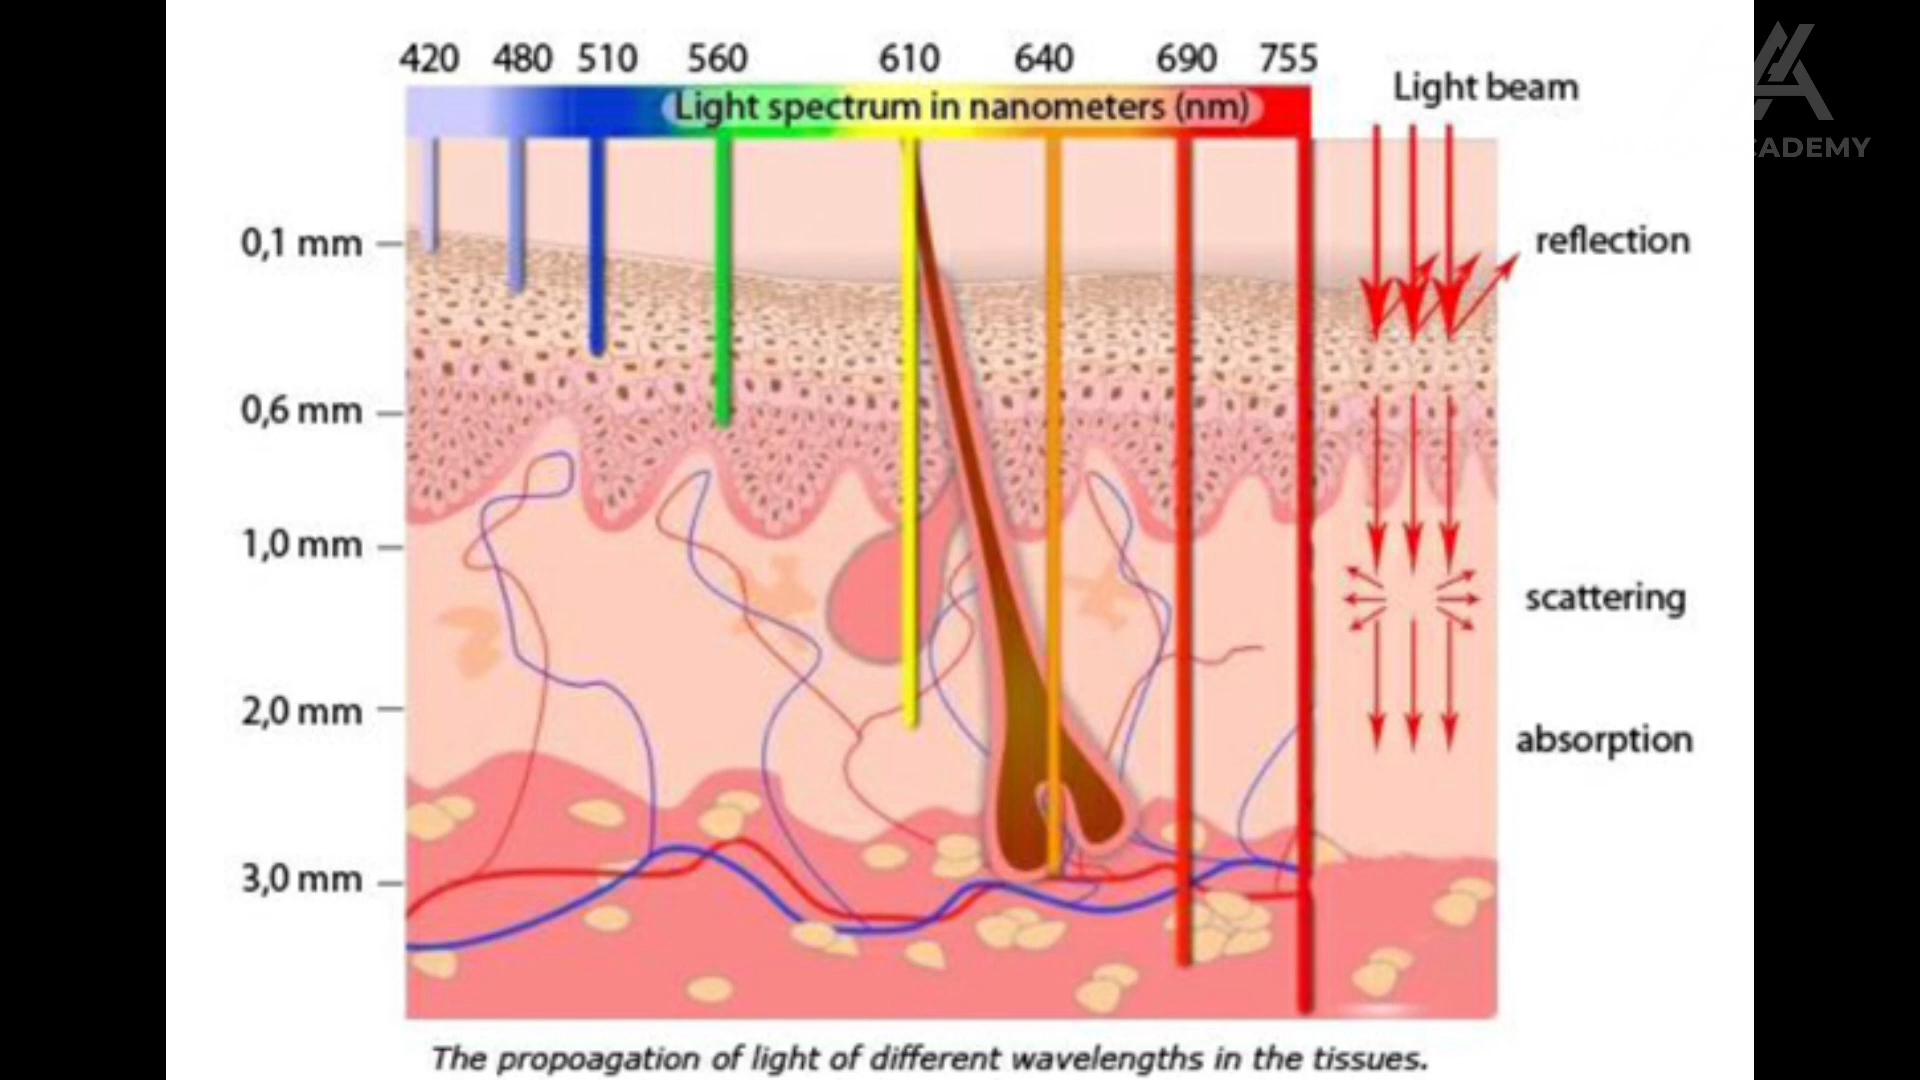 420 480 510 560 610 640 690 755
Light spectrum in nanometers (nm)
Light beam
ADEMY
0,1 mm
reflection
0,6 mm
1,0 mm
scattering
2,0 mm
absorption
3,0 mm
The propoagation of light of different wavelengths in the tissues.